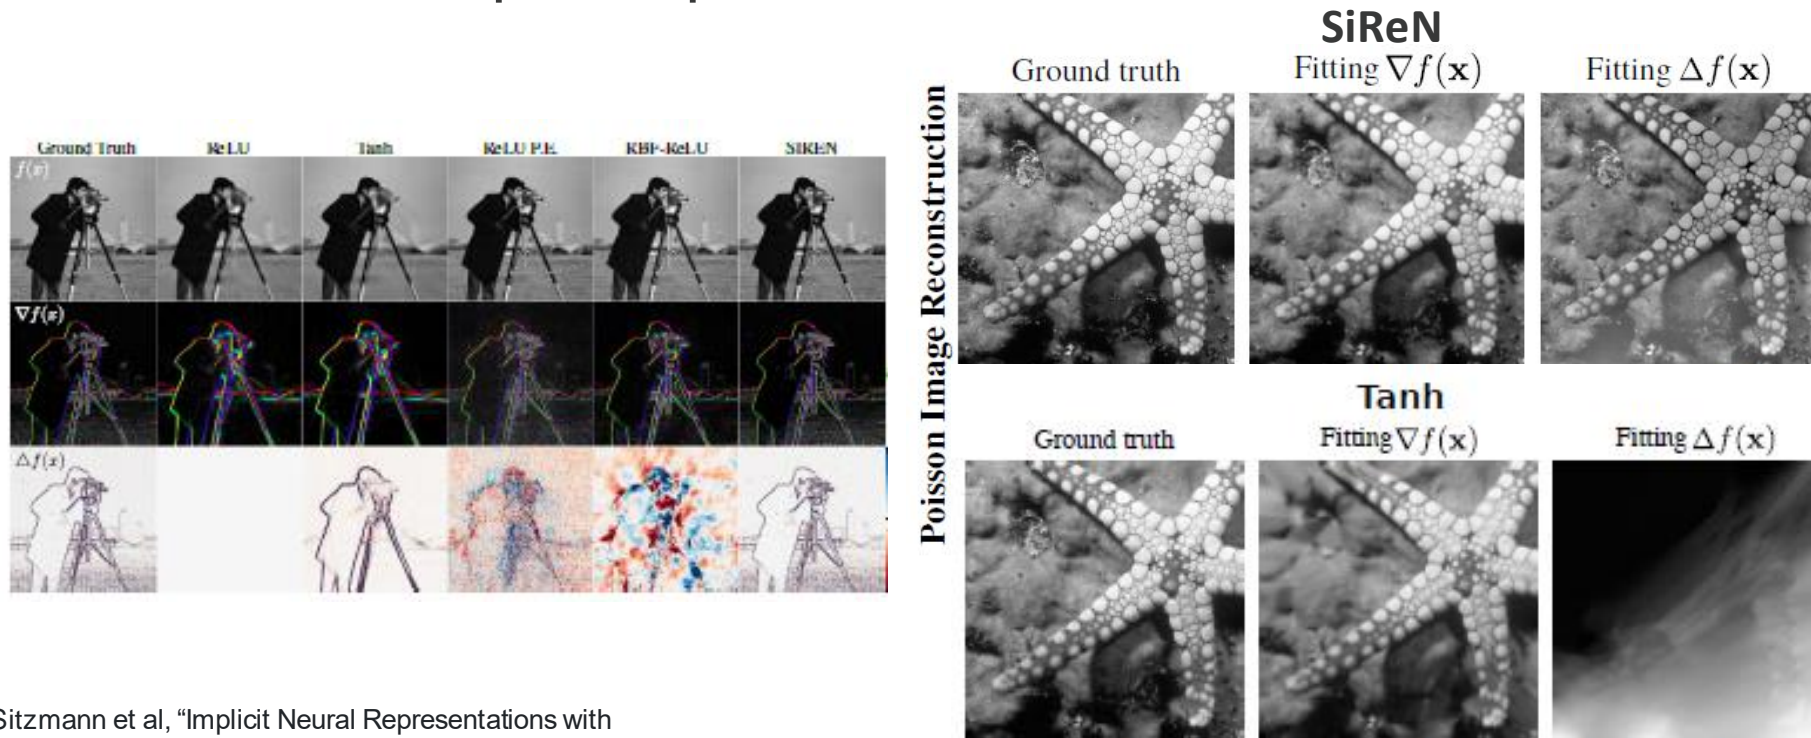 Ground Truth ReLU Tanh ReLU P.E. RBF-ReLU SIREN
f(x)
∇f(x)
Δf(x)
Sitzmann et al, “Implicit Neural Representations with
Poisson Image Reconstruction
SiReN
Ground truth Fitting ∇f(x) Fitting Δf(x)
Tanh
Ground truth Fitting ∇f(x) Fitting Δf(x)